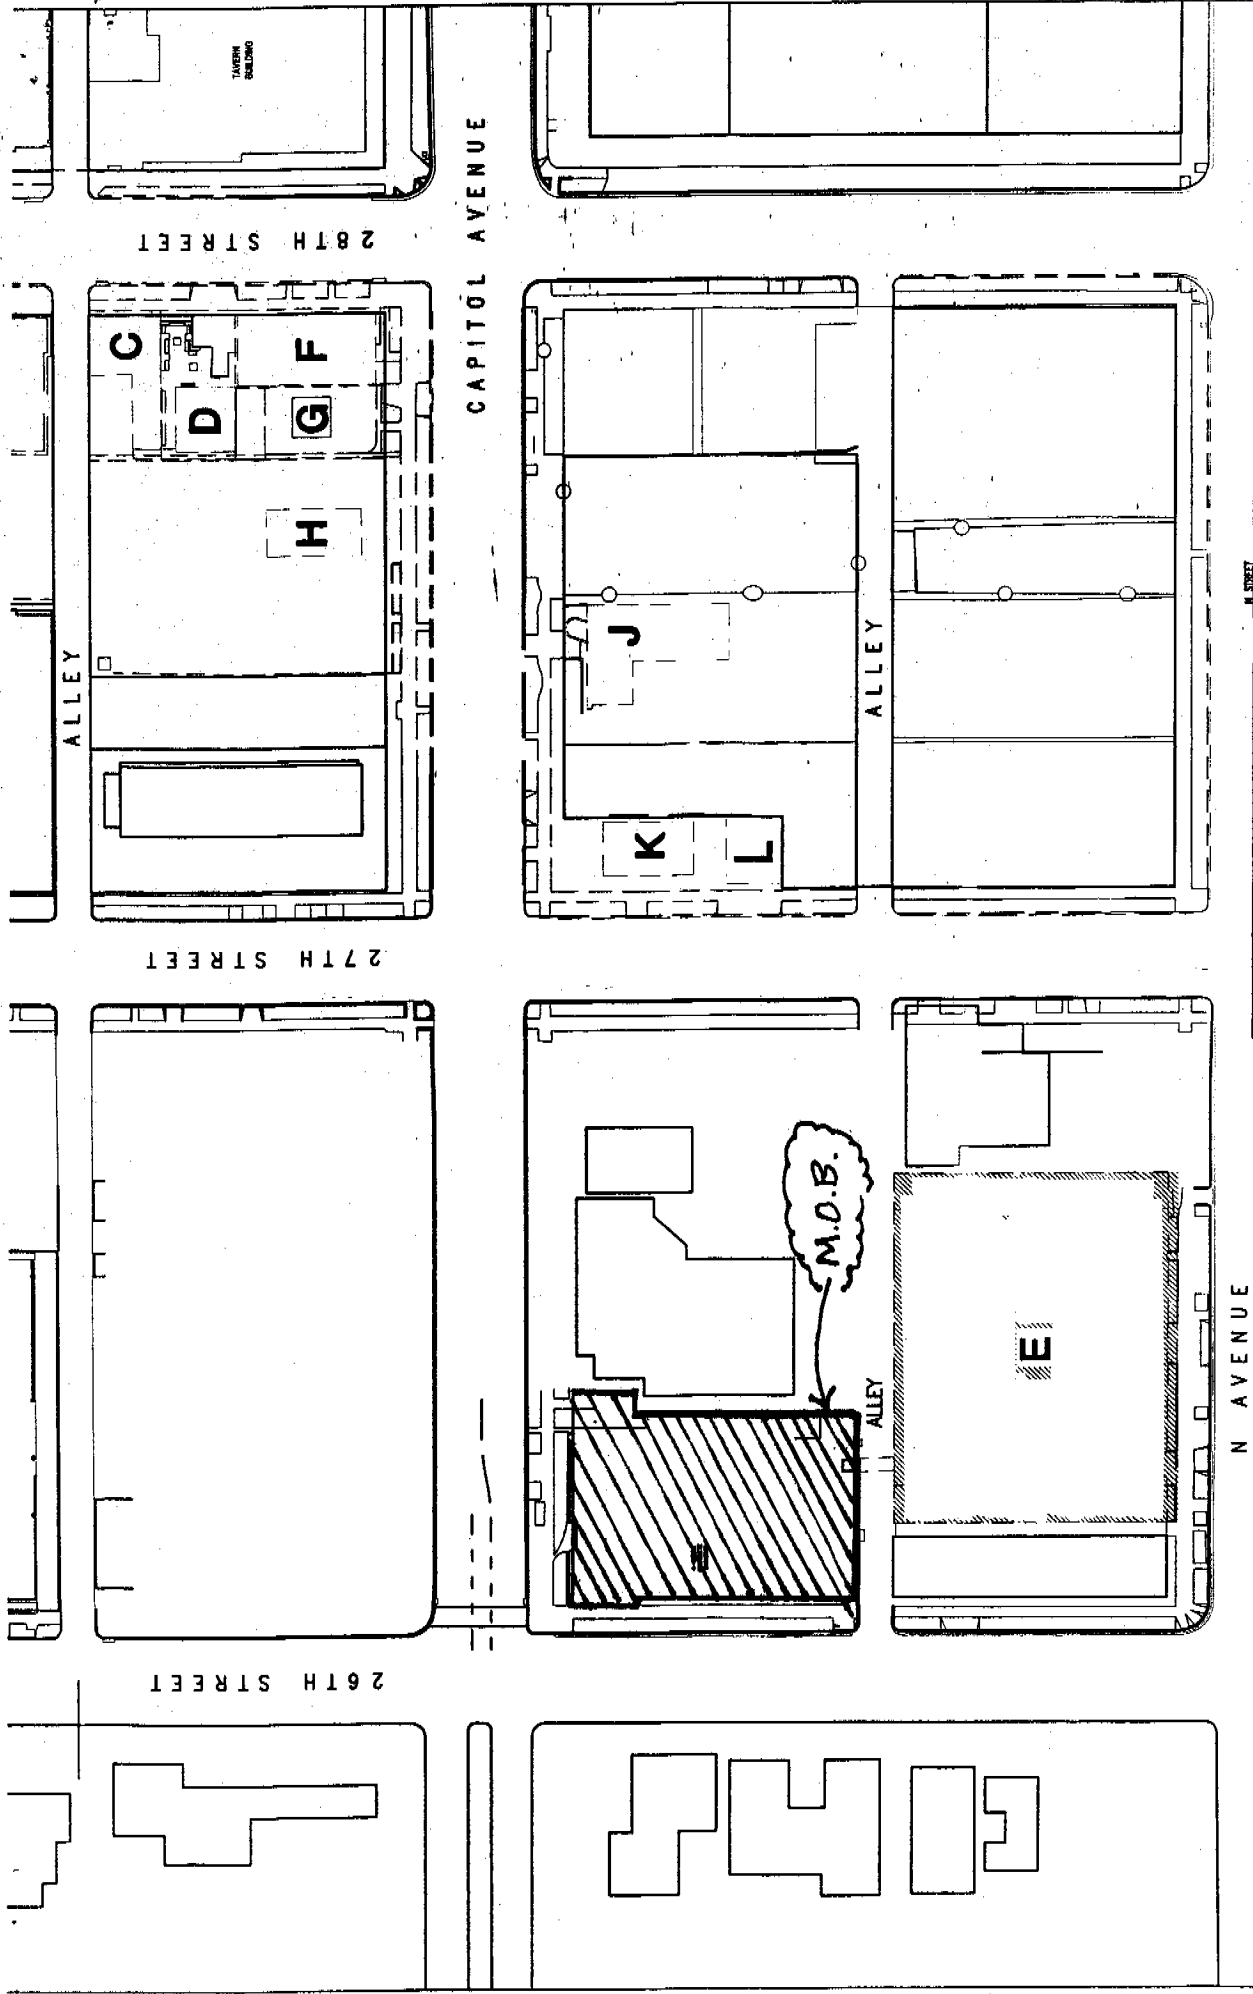 TAVERN
BUILDING
CAPITOL AVENUE
28TH STREET
C
F
D
G
H
ALLEY
J
ALLEY
K
L
27TH STREET
M.O.B.
ALLEY
E
N AVENUE
26TH STREET
M STREET